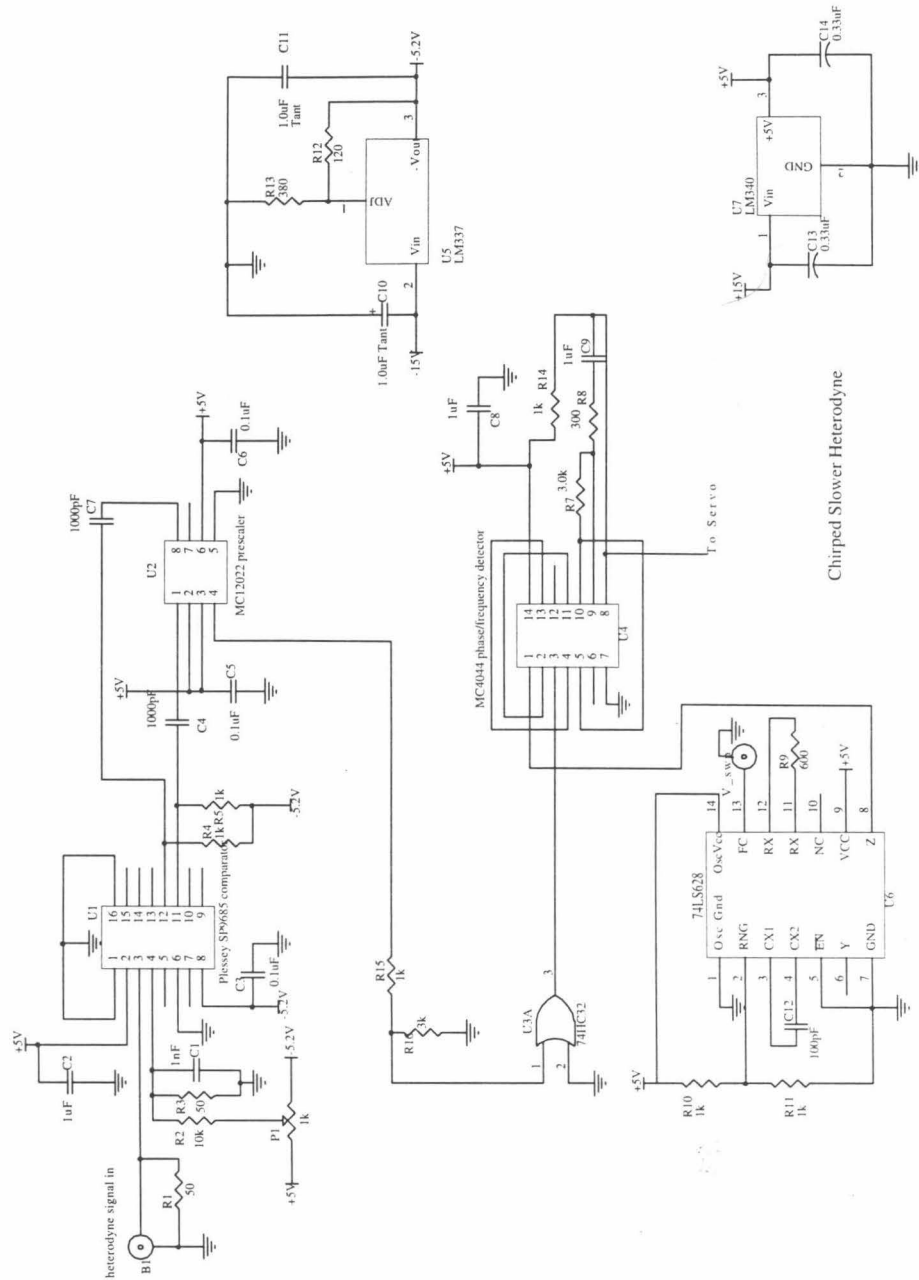 heterodyne signal in
B1
R1
50
+5V
C2
1uF
R2
10k
R3
50
C1
1nF
P1
1k
+5V
-5.2V
U1
Plessey SP9685 comparator
1
2
3
4
5
6
7
8
16
15
14
13
12
11
10
9
C3
0.1uF
-5.2V
R4
1k
R5
1k
-5.2V
1000pF
C4
+5V
C5
0.1uF
1000pF
C7
U2
MC12022 prescaler
1
2
3
4
8
7
6
5
+5V
C6
0.1uF
1.0uF Tant
C10
+
-15V
2
Vin
ADJ
-Vout
1
3
U5
LM337
R13
380
R12
120
1.0uF
Tant
C11
-5.2V
R15
1k
R16
3k
U3A
74HC32
1
2
3
MC4044 phase/frequency detector
U4
1
2
3
4
5
6
7
14
13
12
11
10
9
8
+5V
1uF
C8
1k
R14
R7
3.0k
300
R8
1uF
C9
To Servo
+5V
R10
1k
R11
1k
C12
100pF
74LS628
U6
1
2
3
4
5
6
7
Osc Gnd
RNG
CX1
CX2
EN
Y
GND
OscVcc
FC
RX
RX
NC
VCC
Z
14
13
12
11
10
9
8
V_swp
R9
600
+5V
+15V
C13
0.33uF
U7
LM340
1
Vin
GND
+5V
2
3
+5V
C14
0.33uF
Chirped Slower Heterodyne